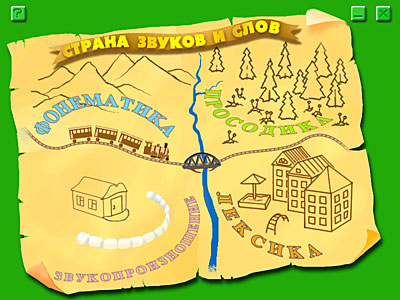 ?
СТРАНА ЗВУКОВ И СЛОВ
ФОНЕМАТИКА
ПРОСОДИКА
ЗВУКОПРОИЗНОШЕНИЕ
ЛЕКСИКА